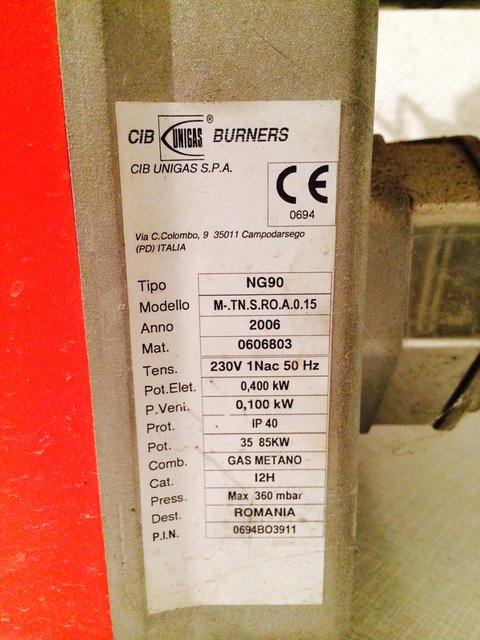 CIB UNIGAS® BURNERS
CIB UNIGAS S.P.A.
CE
0694
Via C.Colombo, 9 35011 Campodarsego
(PD) ITALIA
Tipo NG90
Modello M-.TN.S.RO.A.0.15
Anno 2006
Mat. 0606803
Tens. 230V 1Nac 50 Hz
Pot.Elet. 0,400 kW
P.Vent. 0,100 kW
Prot. IP 40
Pot. 35 85KW
Comb. GAS METANO
Cat. I2H
Press. Max 360 mbar
Dest. ROMANIA
P.I.N. 0694BO3911